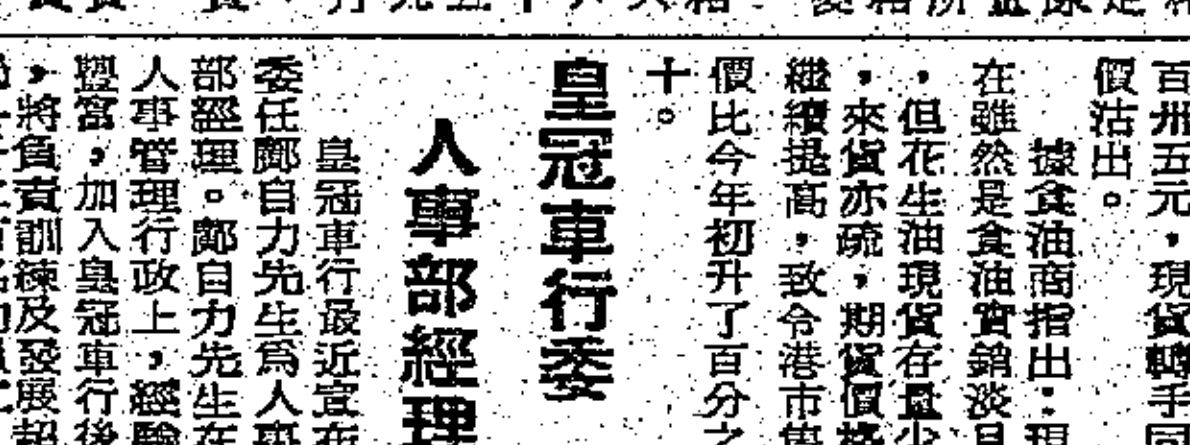 百卅五元，現貨轉手同
價沽出。
據食油商指出：現
在雖然是食油實銷淡月
，但花生油現貨存量少
，來貨亦疏，期貨價格
繼續提高，致令港市售
價比今年初升了百分之
十。
皇冠車行委
人事部經理
皇冠車行最近宣布
委任鄺自力先生爲人事
部經理。鄺自力先生在
人事管理行政上，經驗
豐富，加入皇冠車行後
，將負責訓練及發展超